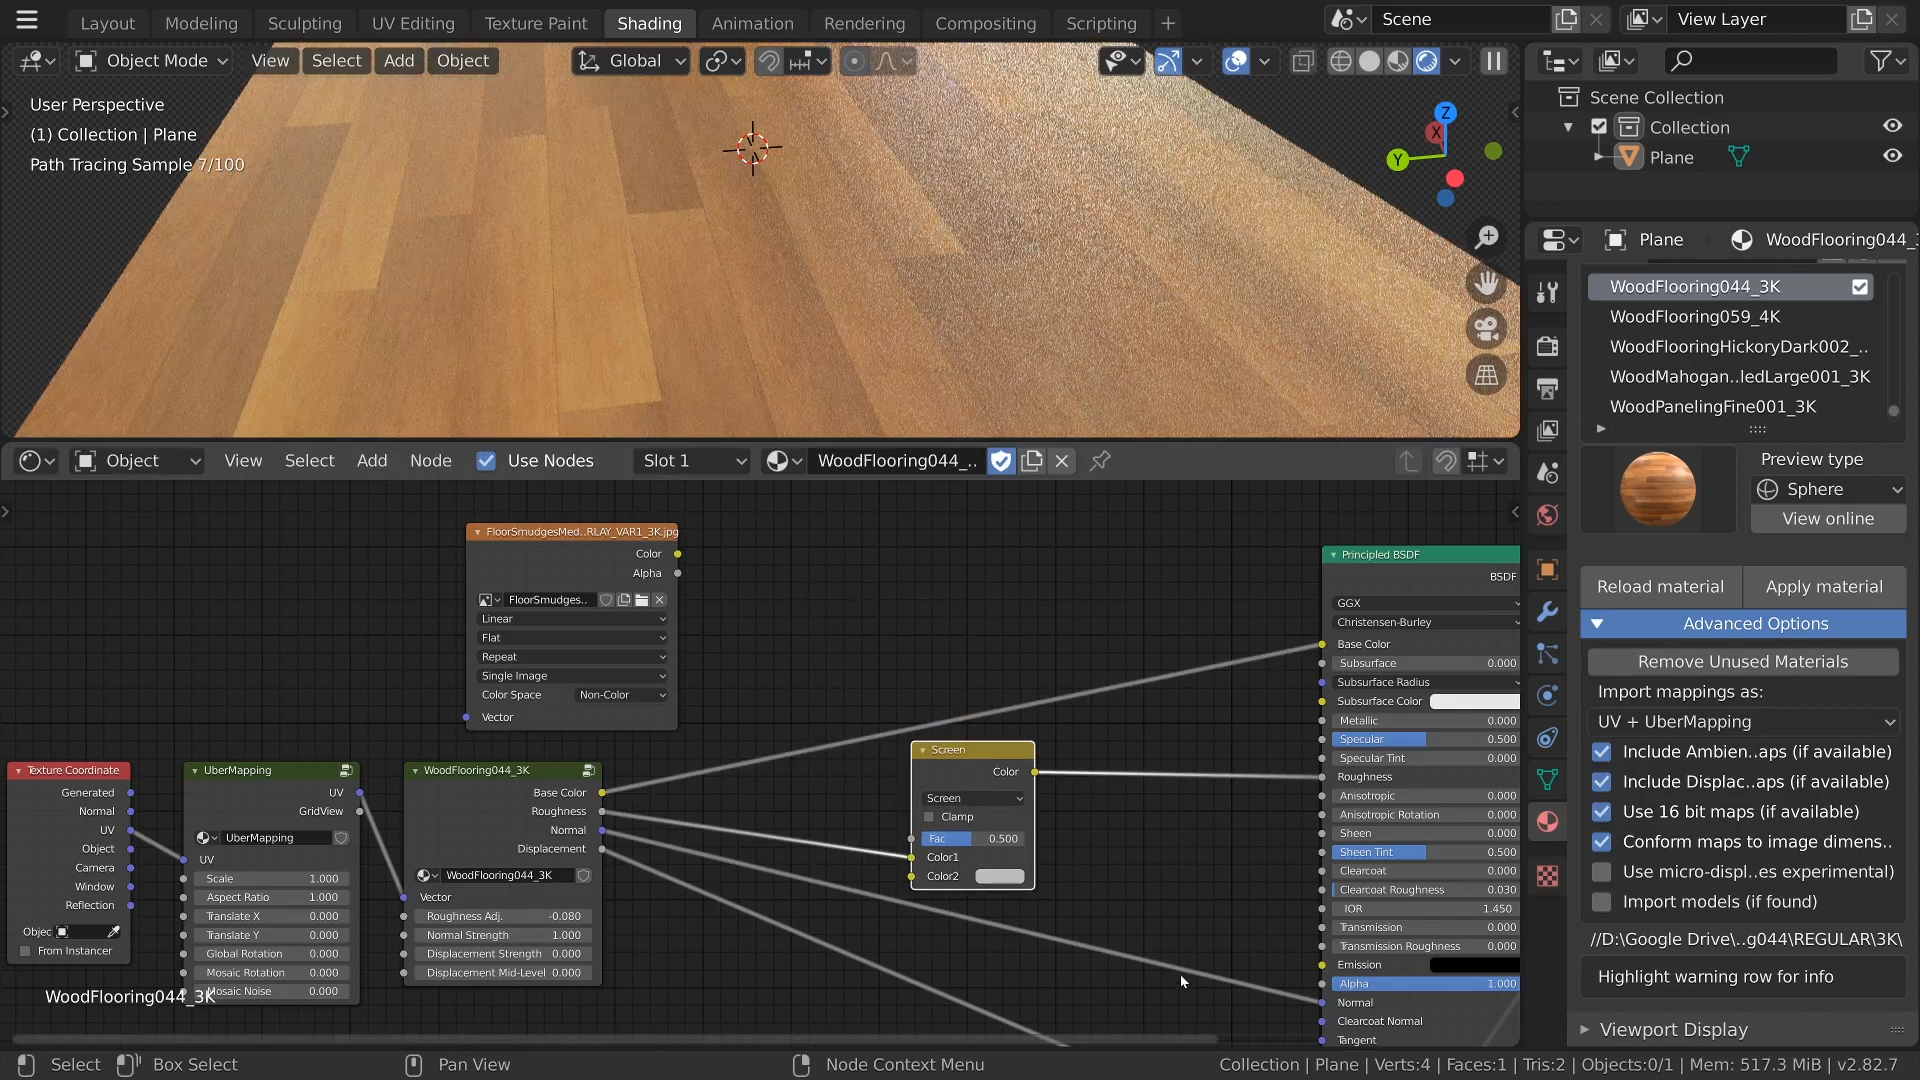 Layout Modeling Sculpting UV Editing Texture Paint Shading Animation Rendering Compositing Scripting + Scene View Layer
Object Mode View Select Add Object Global
User Perspective
(1) Collection | Plane
Path Tracing Sample 7/100
Z
X
Y
Scene Collection
Collection
Plane
Plane WoodFlooring044_
WoodFlooring044_3K
WoodFlooring059_4K
WoodFlooringHickoryDark002_..
WoodMahogan..ledLarge001_3K
WoodPanelingFine001_3K
Preview type
Sphere
View online
Reload material Apply material
Advanced Options
Remove Unused Materials
Import mappings as:
UV + UberMapping
Include Ambien..aps (if available)
Include Displac..aps (if available)
Use 16 bit maps (if available)
Conform maps to image dimens..
Use micro-displ..es experimental)
Import models (if found)
//D:\Google Drive\..g044\REGULAR\3K\
Highlight warning row for info
Viewport Display
Object View Select Add Node Use Nodes Slot 1 WoodFlooring044_..
FloorSmudgesMed..RLAY_VAR1_3K.jpg
Color
Alpha
FloorSmudges..
Linear
Flat
Repeat
Single Image
Color Space Non-Color
Vector
Texture Coordinate
Generated
Normal
UV
Object
Camera
Window
Reflection
Objec
From Instancer
UberMapping
UV
GridView
UberMapping
UV
Scale 1.000
Aspect Ratio 1.000
Translate X 0.000
Translate Y 0.000
Global Rotation 0.000
Mosaic Rotation 0.000
Mosaic Noise 0.000
WoodFlooring044_3K
WoodFlooring044_3K
Base Color
Roughness
Normal
Displacement
WoodFlooring044_3K
Vector
Roughness Adj. -0.080
Normal Strength 1.000
Displacement Strength 0.000
Displacement Mid-Level 0.000
Screen
Color
Screen
Clamp
Fac 0.500
Color1
Color2
Principled BSDF
BSDF
GGX
Christensen-Burley
Base Color
Subsurface 0.000
Subsurface Radius
Subsurface Color
Metallic 0.000
Specular 0.500
Specular Tint 0.000
Roughness
Anisotropic 0.000
Anisotropic Rotation 0.000
Sheen 0.000
Sheen Tint 0.500
Clearcoat 0.000
Clearcoat Roughness 0.030
IOR 1.450
Transmission 0.000
Transmission Roughness 0.000
Emission
Alpha 1.000
Normal
Clearcoat Normal
Tangent
Select Box Select Pan View Node Context Menu Collection | Plane | Verts:4 | Faces:1 | Tris:2 | Objects:0/1 | Mem: 517.3 MiB | v2.82.7